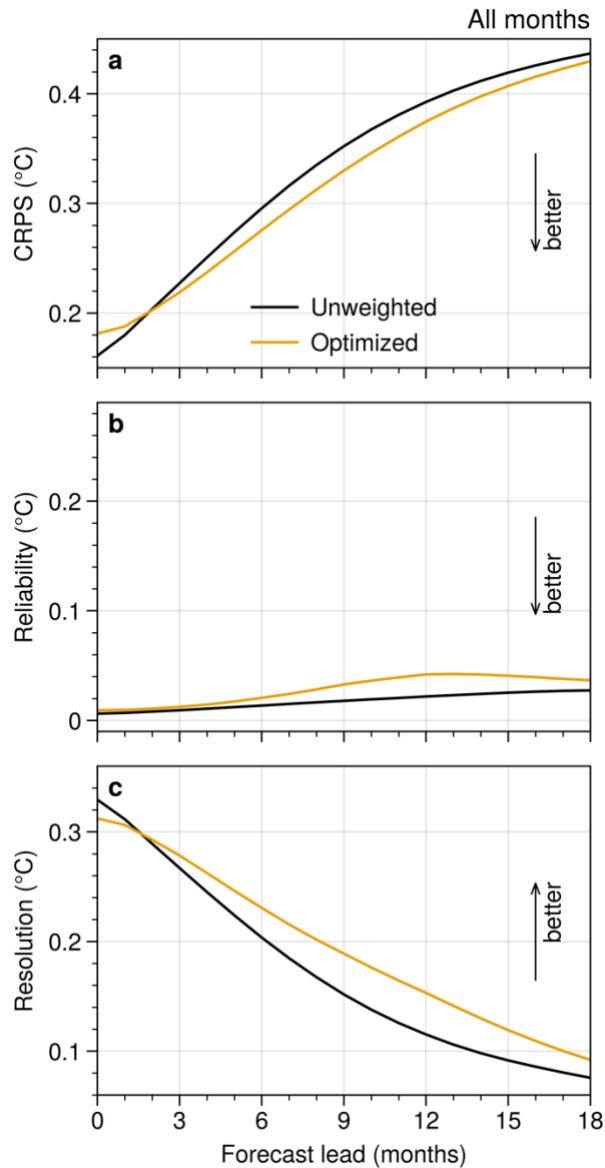 All months
a
0.4
0.3
0.2
CRPS (°C)
better
Unweighted
Optimized
b
0.2
0.1
0
Reliability (°C)
better
c
0.3
0.2
0.1
Resolution (°C)
better
0 3 6 9 12 15 18
Forecast lead (months)